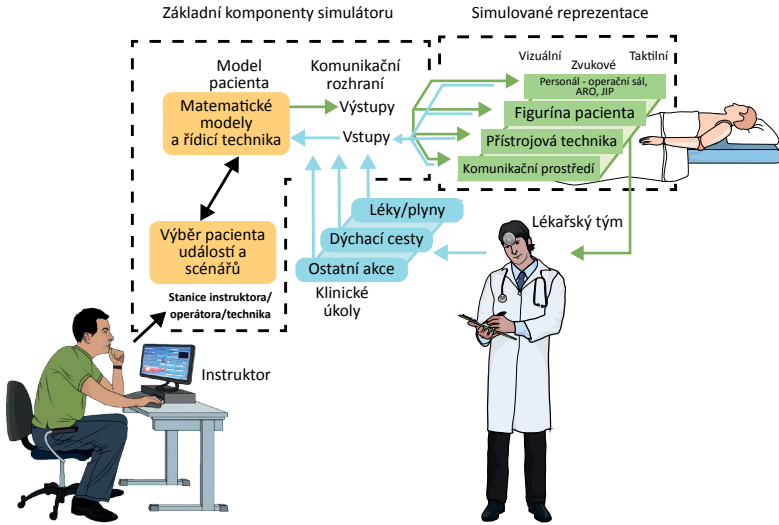 Základní komponenty simulátoru
Simulované reprezentace
Model
pacienta
Komunikační
rozhraní
Vizuální
Zvukové
Taktilní
Matematické
modely
a řídicí technika
Výstupy
Vstupy
Personál - operační sál,
ARO, JIP
Figurína pacienta
Přístrojová technika
Komunikační prostředí
Léky/plyny
Dýchací cesty
Ostatní akce
Klinické
úkoly
Lékařský tým
Výběr pacienta
událostí a
scénářů
Stanice instruktora/
operátora/technika
Instruktor